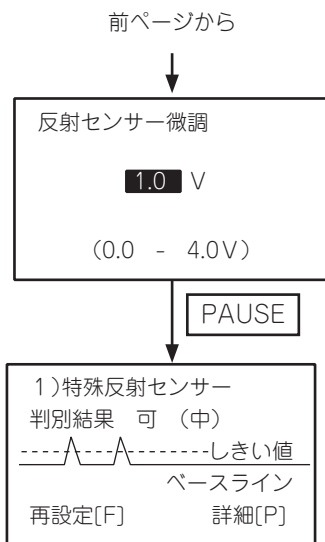 前ページから
反射センサー微調
1.0 V
（0.0 - 4.0V）
PAUSE
1）特殊反射センサー
判別結果 可 （中）
しきい値
ベースライン
再設定[F] 詳細[P]